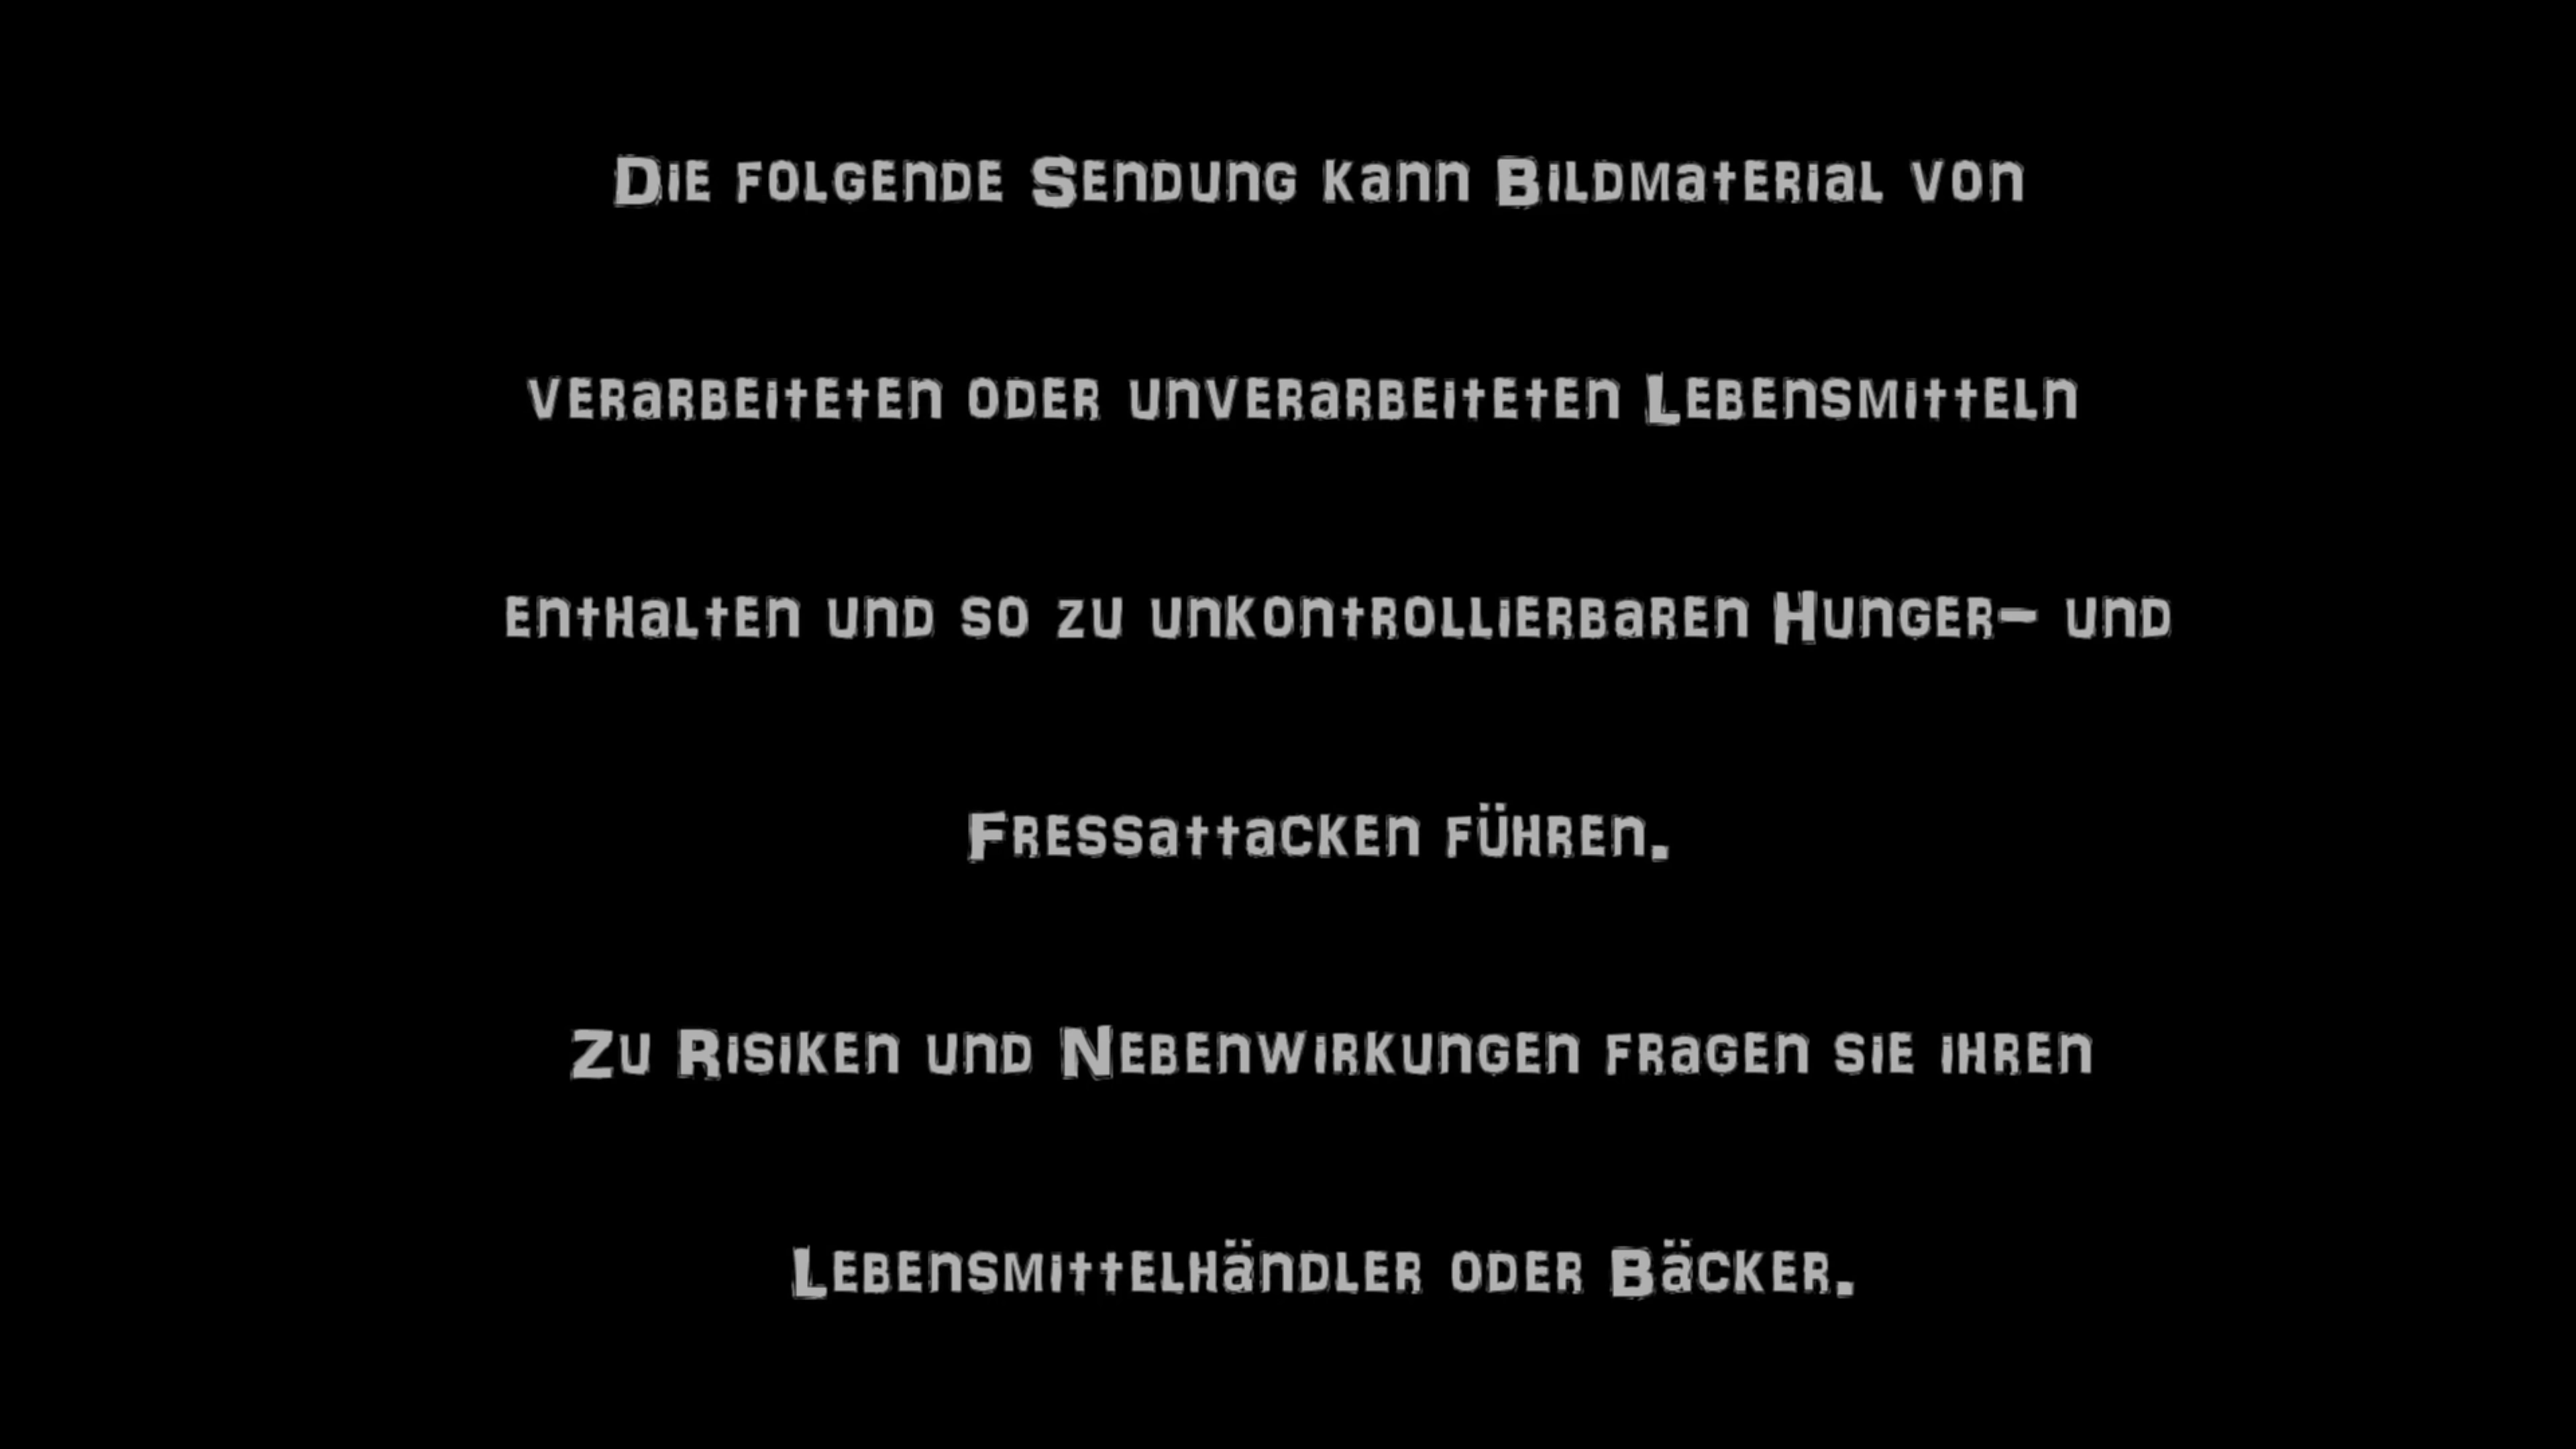 Die folgende Sendung kann Bildmaterial von
verarbeiteten oder unverarbeiteten Lebensmitteln
enthalten und so zu unkontrollierbaren Hunger- und
Fressattacken führen.
Zu Risiken und Nebenwirkungen fragen sie ihren
Lebensmittelhändler oder Bäcker.